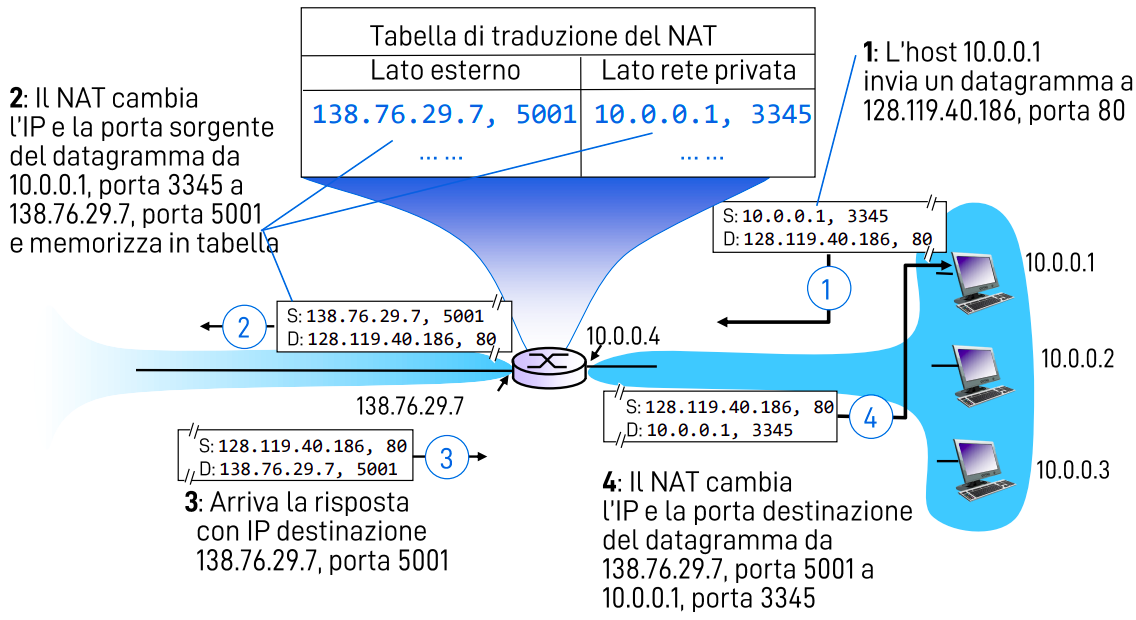 Tabella di traduzione del NAT
Lato esterno
Lato rete privata
138.76.29.7, 5001
10.0.0.1, 3345
... ...
... ...
1: L'host 10.0.0.1
invia un datagramma a
128.119.40.186, porta 80
2: Il NAT cambia
l'IP e la porta sorgente
del datagramma da
10.0.0.1, porta 3345 a
138.76.29.7, porta 5001
e memorizza in tabella
S: 10.0.0.1, 3345
D: 128.119.40.186, 80
1
10.0.0.1
S: 138.76.29.7, 5001
D: 128.119.40.186, 80
2
10.0.0.4
10.0.0.2
138.76.29.7
S: 128.119.40.186, 80
D: 10.0.0.1, 3345
4
S: 128.119.40.186, 80
D: 138.76.29.7, 5001
3
10.0.0.3
3: Arriva la risposta
con IP destinazione
138.76.29.7, porta 5001
4: Il NAT cambia
l'IP e la porta destinazione
del datagramma da
138.76.29.7, porta 5001 a
10.0.0.1, porta 3345